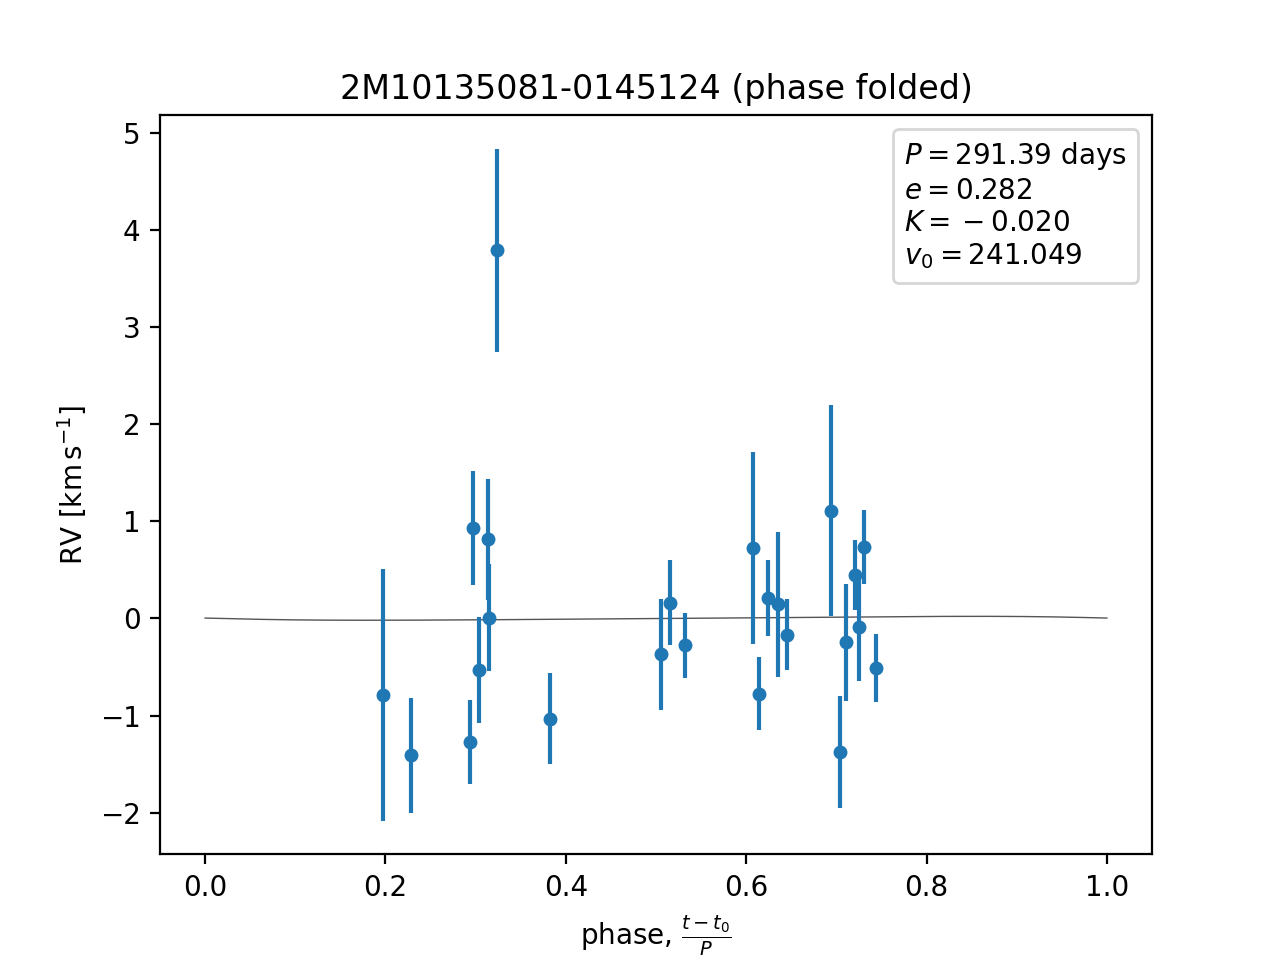 2M10135081-0145124 (phase folded)
P = 291.39 days
e = 0.282
K = −0.020
v₀ = 241.049
5
4
3
2
1
0
−1
−2
RV [km s⁻¹]
0.0 0.2 0.4 0.6 0.8 1.0
phase, (t − t₀)/P